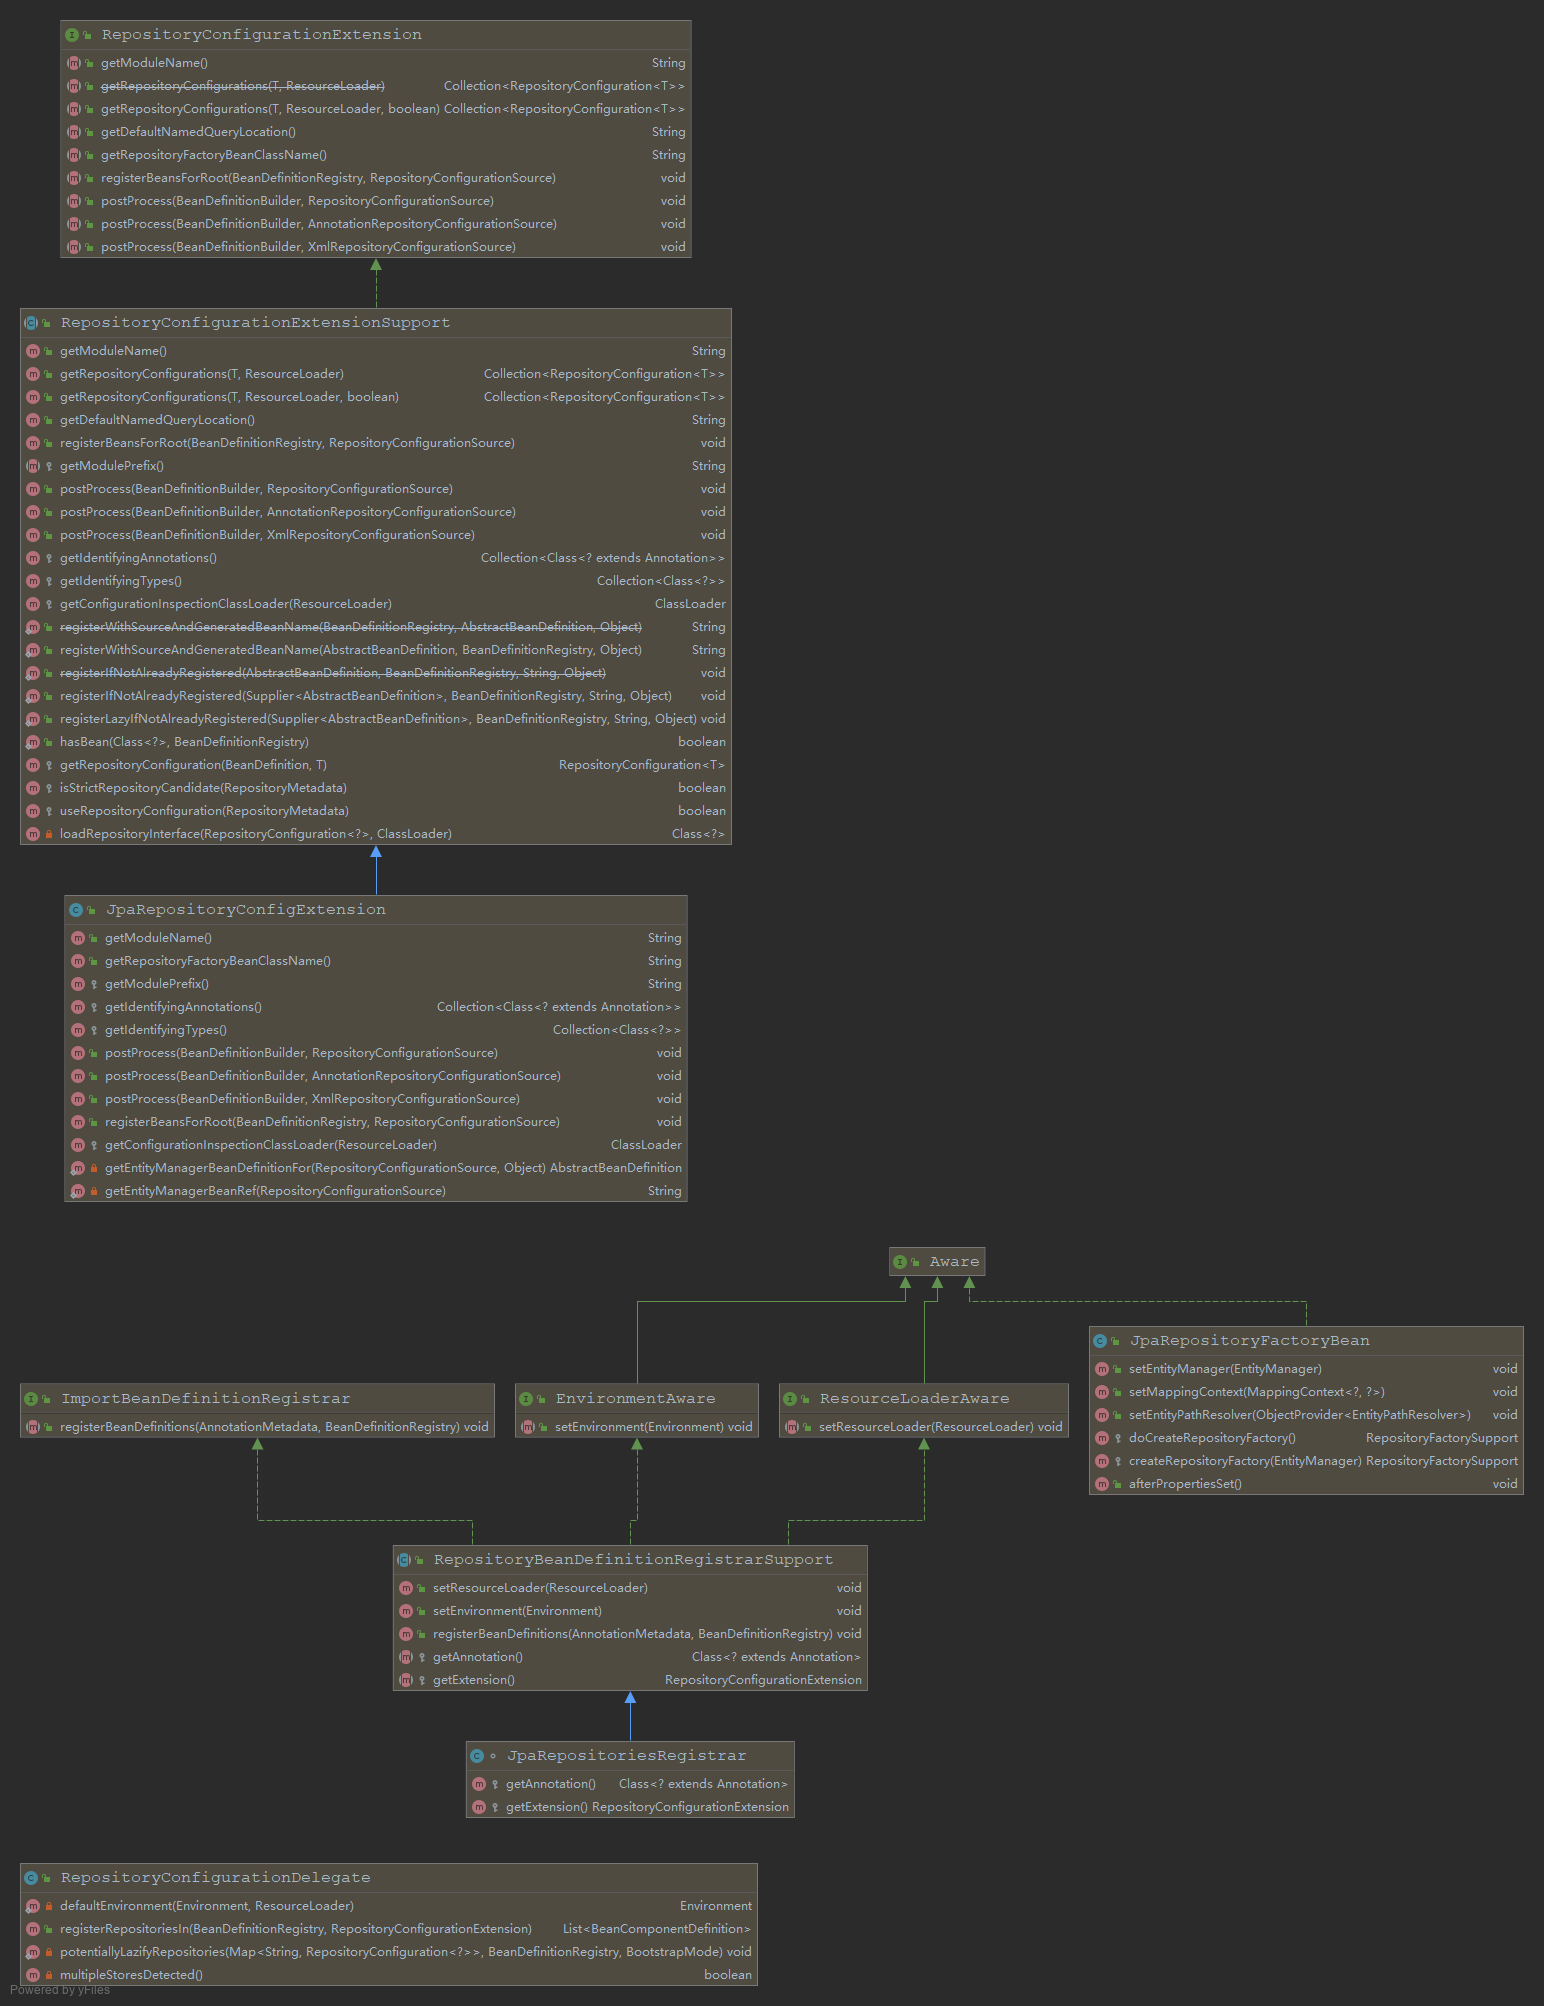 RepositoryConfigurationExtension
getModuleName() String
getRepositoryConfigurations(T, ResourceLoader) Collection<RepositoryConfiguration<T>>
getRepositoryConfigurations(T, ResourceLoader, boolean) Collection<RepositoryConfiguration<T>>
getDefaultNamedQueryLocation() String
getRepositoryFactoryBeanClassName() String
registerBeansForRoot(BeanDefinitionRegistry, RepositoryConfigurationSource) void
postProcess(BeanDefinitionBuilder, RepositoryConfigurationSource) void
postProcess(BeanDefinitionBuilder, AnnotationRepositoryConfigurationSource) void
postProcess(BeanDefinitionBuilder, XmlRepositoryConfigurationSource) void
RepositoryConfigurationExtensionSupport
getModuleName() String
getRepositoryConfigurations(T, ResourceLoader) Collection<RepositoryConfiguration<T>>
getRepositoryConfigurations(T, ResourceLoader, boolean) Collection<RepositoryConfiguration<T>>
getDefaultNamedQueryLocation() String
registerBeansForRoot(BeanDefinitionRegistry, RepositoryConfigurationSource) void
getModulePrefix() String
postProcess(BeanDefinitionBuilder, RepositoryConfigurationSource) void
postProcess(BeanDefinitionBuilder, AnnotationRepositoryConfigurationSource) void
postProcess(BeanDefinitionBuilder, XmlRepositoryConfigurationSource) void
getIdentifyingAnnotations() Collection<Class<? extends Annotation>>
getIdentifyingTypes() Collection<Class<?>>
getConfigurationInspectionClassLoader(ResourceLoader) ClassLoader
registerWithSourceAndGeneratedBeanName(BeanDefinitionRegistry, AbstractBeanDefinition, Object) String
registerWithSourceAndGeneratedBeanName(AbstractBeanDefinition, BeanDefinitionRegistry, Object) String
registerIfNotAlreadyRegistered(AbstractBeanDefinition, BeanDefinitionRegistry, String, Object) void
registerIfNotAlreadyRegistered(Supplier<AbstractBeanDefinition>, BeanDefinitionRegistry, String, Object) void
registerLazyIfNotAlreadyRegistered(Supplier<AbstractBeanDefinition>, BeanDefinitionRegistry, String, Object) void
hasBean(Class<?>, BeanDefinitionRegistry) boolean
getRepositoryConfiguration(BeanDefinition, T) RepositoryConfiguration<T>
isStrictRepositoryCandidate(RepositoryMetadata) boolean
useRepositoryConfiguration(RepositoryMetadata) boolean
loadRepositoryInterface(RepositoryConfiguration<?>, ClassLoader) Class<?>
JpaRepositoryConfigExtension
getModuleName() String
getRepositoryFactoryBeanClassName() String
getModulePrefix() String
getIdentifyingAnnotations() Collection<Class<? extends Annotation>>
getIdentifyingTypes() Collection<Class<?>>
postProcess(BeanDefinitionBuilder, RepositoryConfigurationSource) void
postProcess(BeanDefinitionBuilder, AnnotationRepositoryConfigurationSource) void
postProcess(BeanDefinitionBuilder, XmlRepositoryConfigurationSource) void
registerBeansForRoot(BeanDefinitionRegistry, RepositoryConfigurationSource) void
getConfigurationInspectionClassLoader(ResourceLoader) ClassLoader
getEntityManagerBeanDefinitionFor(RepositoryConfigurationSource, Object) AbstractBeanDefinition
getEntityManagerBeanRef(RepositoryConfigurationSource) String
Aware
JpaRepositoryFactoryBean
setEntityManager(EntityManager) void
setMappingContext(MappingContext<?, ?>) void
setEntityPathResolver(ObjectProvider<EntityPathResolver>) void
doCreateRepositoryFactory() RepositoryFactorySupport
createRepositoryFactory(EntityManager) RepositoryFactorySupport
afterPropertiesSet() void
ImportBeanDefinitionRegistrar
registerBeanDefinitions(AnnotationMetadata, BeanDefinitionRegistry) void
EnvironmentAware
setEnvironment(Environment) void
ResourceLoaderAware
setResourceLoader(ResourceLoader) void
RepositoryBeanDefinitionRegistrarSupport
setResourceLoader(ResourceLoader) void
setEnvironment(Environment) void
registerBeanDefinitions(AnnotationMetadata, BeanDefinitionRegistry) void
getAnnotation() Class<? extends Annotation>
getExtension() RepositoryConfigurationExtension
JpaRepositoriesRegistrar
getAnnotation() Class<? extends Annotation>
getExtension() RepositoryConfigurationExtension
RepositoryConfigurationDelegate
defaultEnvironment(Environment, ResourceLoader) Environment
registerRepositoriesIn(BeanDefinitionRegistry, RepositoryConfigurationExtension) List<BeanComponentDefinition>
potentiallyLazifyRepositories(Map<String, RepositoryConfiguration<?>>, BeanDefinitionRegistry, BootstrapMode) void
multipleStoresDetected() boolean
Powered by yFiles